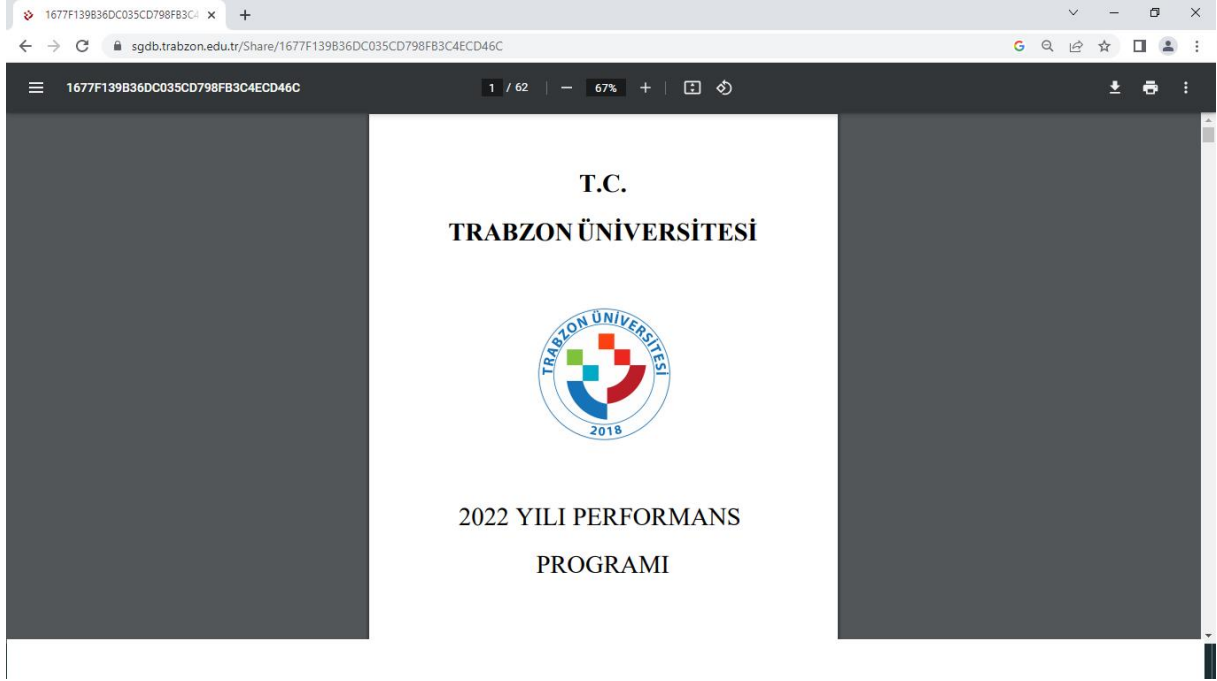 1677F139B36DC035CD798FB3C4
sgdb.trabzon.edu.tr/Share/1677F139B36DC035CD798FB3C4ECD46C
1677F139B36DC035CD798FB3C4ECD46C
1 / 62
67%
T.C.
TRABZON ÜNİVERSİTESİ
TRABZON ÜNİVERSİTESİ
2018
2022 YILI PERFORMANS
PROGRAMI